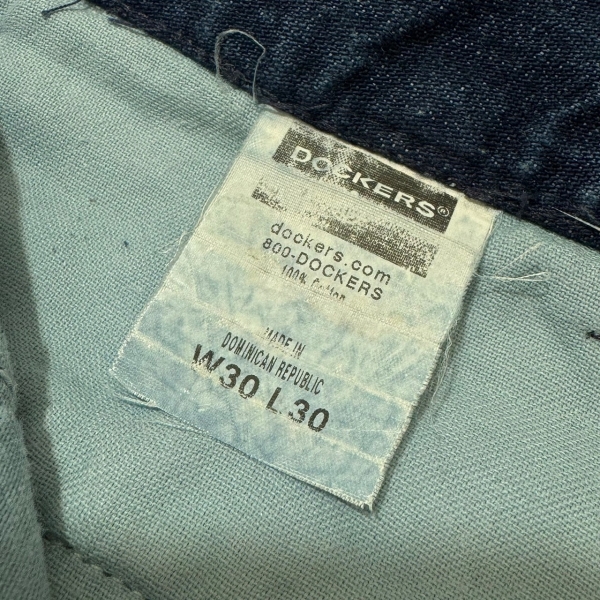 DOCKERS®
dockers.com
800-DOCKERS
100% Cotton
MADE IN
DOMINICAN REPUBLIC
W30 L30